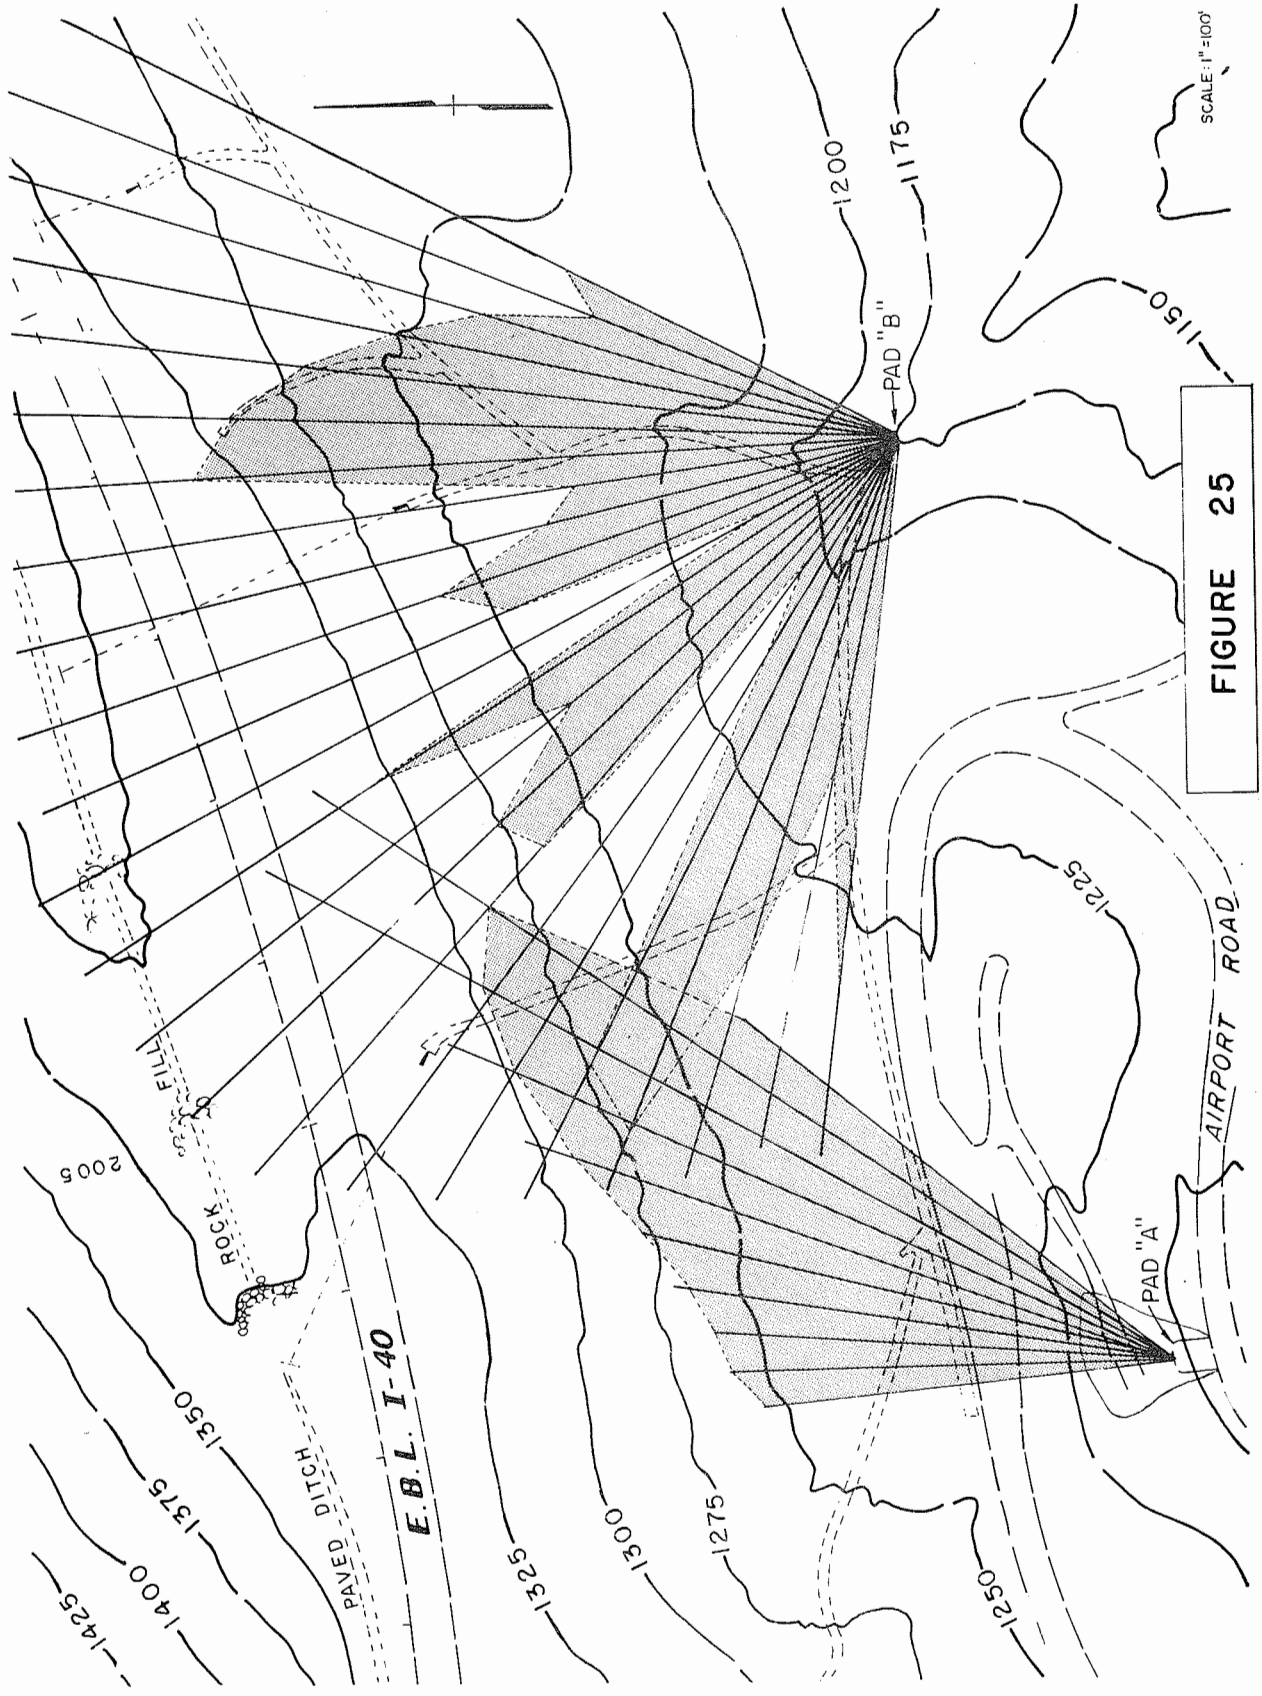 1425
1400
1375
1350
2005
ROCK FILL
PAVED DITCH
E.B.L. I-40
1325
1300
1275
1250
1225
1200
1175
1150
PAD "A"
PAD "B"
AIRPORT ROAD
SCALE: 1" = 100'
FIGURE 25